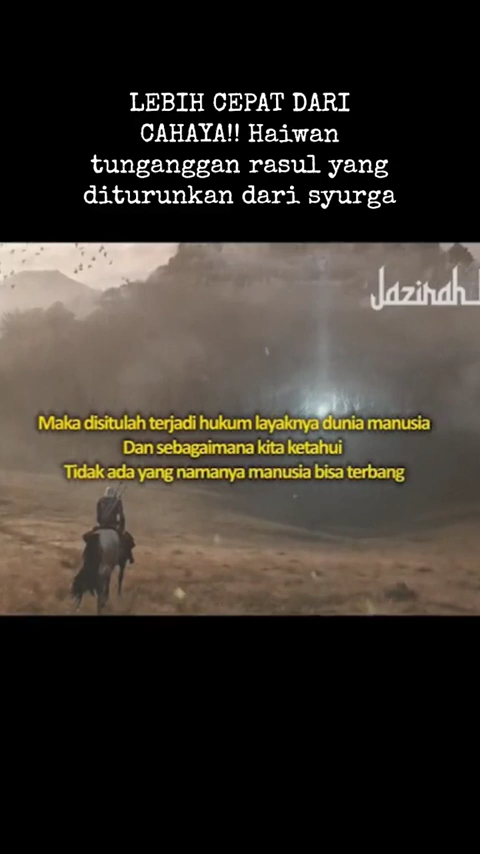 LEBIH CEPAT DARI
CAHAYA!! Haiwan
tunganggan rasul yang
diturunkan dari syurga
Jazirah
Maka disitulah terjadi hukum layaknya dunia manusia
Dan sebagaimana kita ketahui
Tidak ada yang namanya manusia bisa terbang